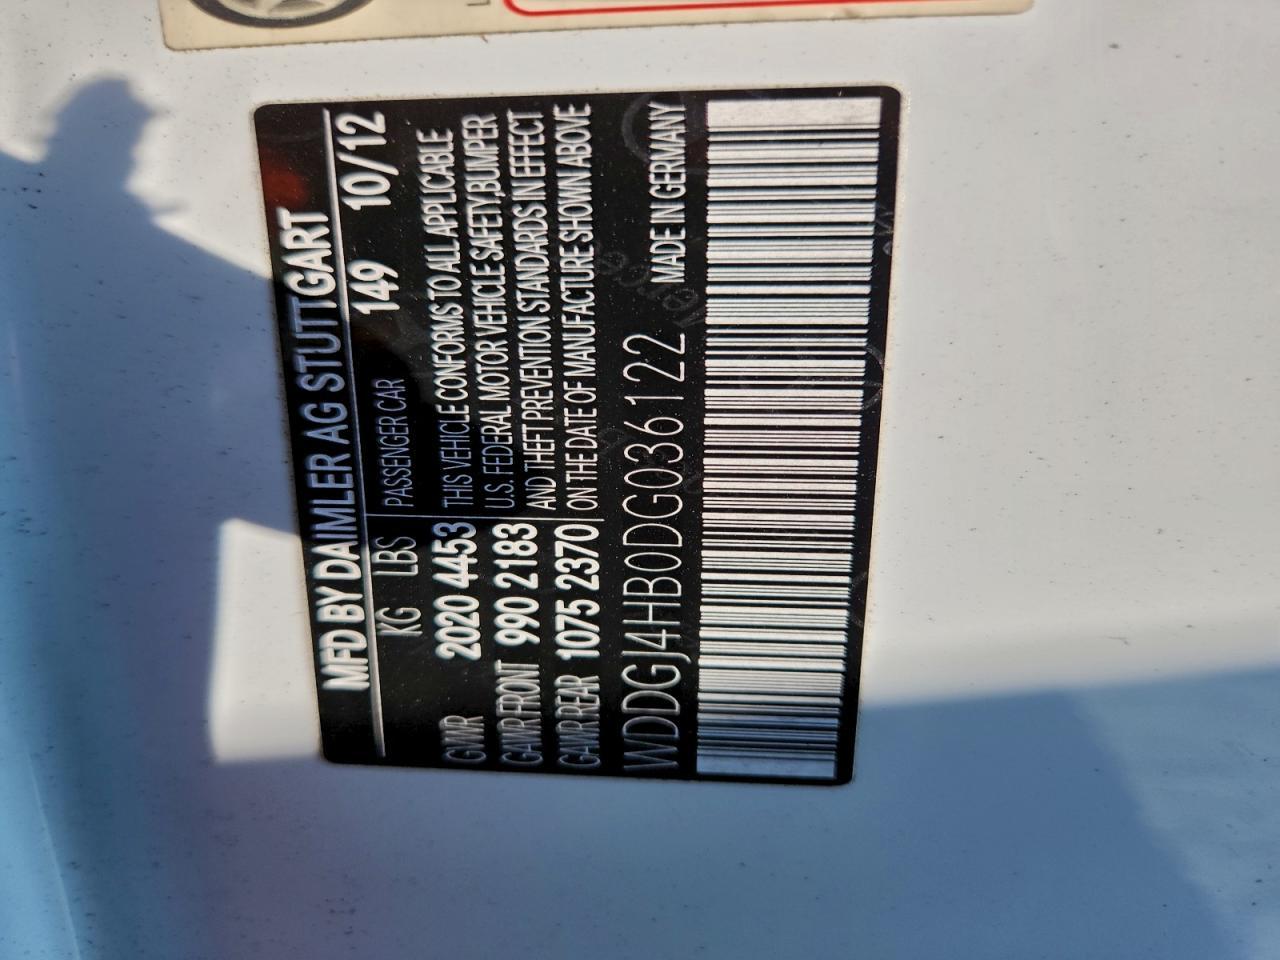 MFD BY DAIMLER AG STUTTGART
149 10/12
KG LBS PASSENGER CAR
GVWR 2020 4453 THIS VEHICLE CONFORMS TO ALL APPLICABLE
U.S. FEDERAL MOTOR VEHICLE SAFETY,BUMPER
GAWR FRONT 990 2183 AND THEFT PREVENTION STANDARDS IN EFFECT
GAWR REAR 1075 2370 ON THE DATE OF MANUFACTURE SHOWN ABOVE
WDDGJ4HB0DG036122 MADE IN GERMANY